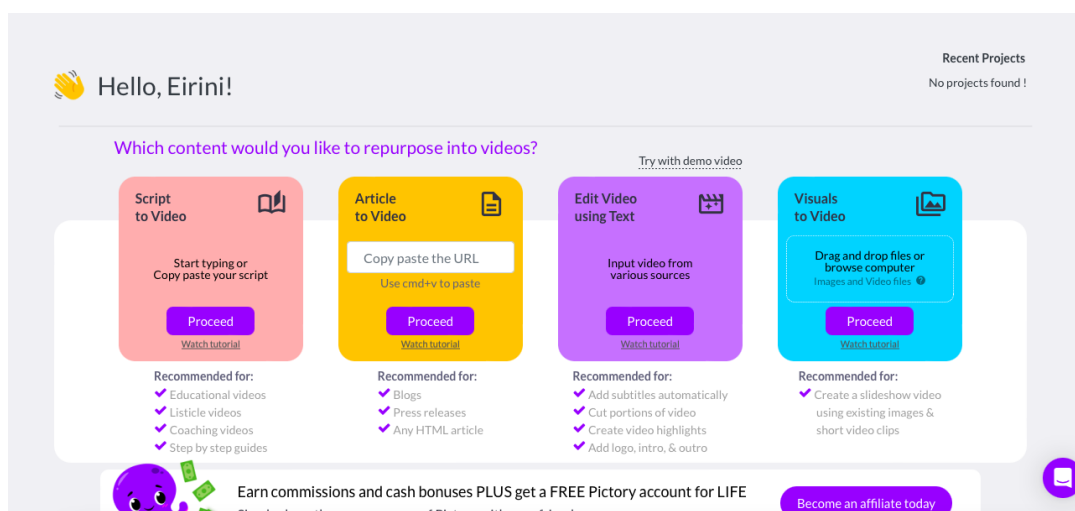 Recent Projects
No projects found !
Hello, Eirini!
Which content would you like to repurpose into videos?
Try with demo video
Script
to Video
Start typing or
Copy paste your script
Proceed
Watch tutorial
Recommended for:
Educational videos
Listicle videos
Coaching videos
Step by step guides
Article
to Video
Copy paste the URL
Use cmd+v to paste
Proceed
Watch tutorial
Recommended for:
Blogs
Press releases
Any HTML article
Edit Video
using Text
Input video from
various sources
Proceed
Watch tutorial
Recommended for:
Add subtitles automatically
Cut portions of video
Create video highlights
Add logo, intro, & outro
Visuals
to Video
Drag and drop files or
browse computer
Images and Video files
Proceed
Watch tutorial
Recommended for:
Create a slideshow video
using existing images &
short video clips
Earn commissions and cash bonuses PLUS get a FREE Pictory account for LIFE
Become an affiliate today